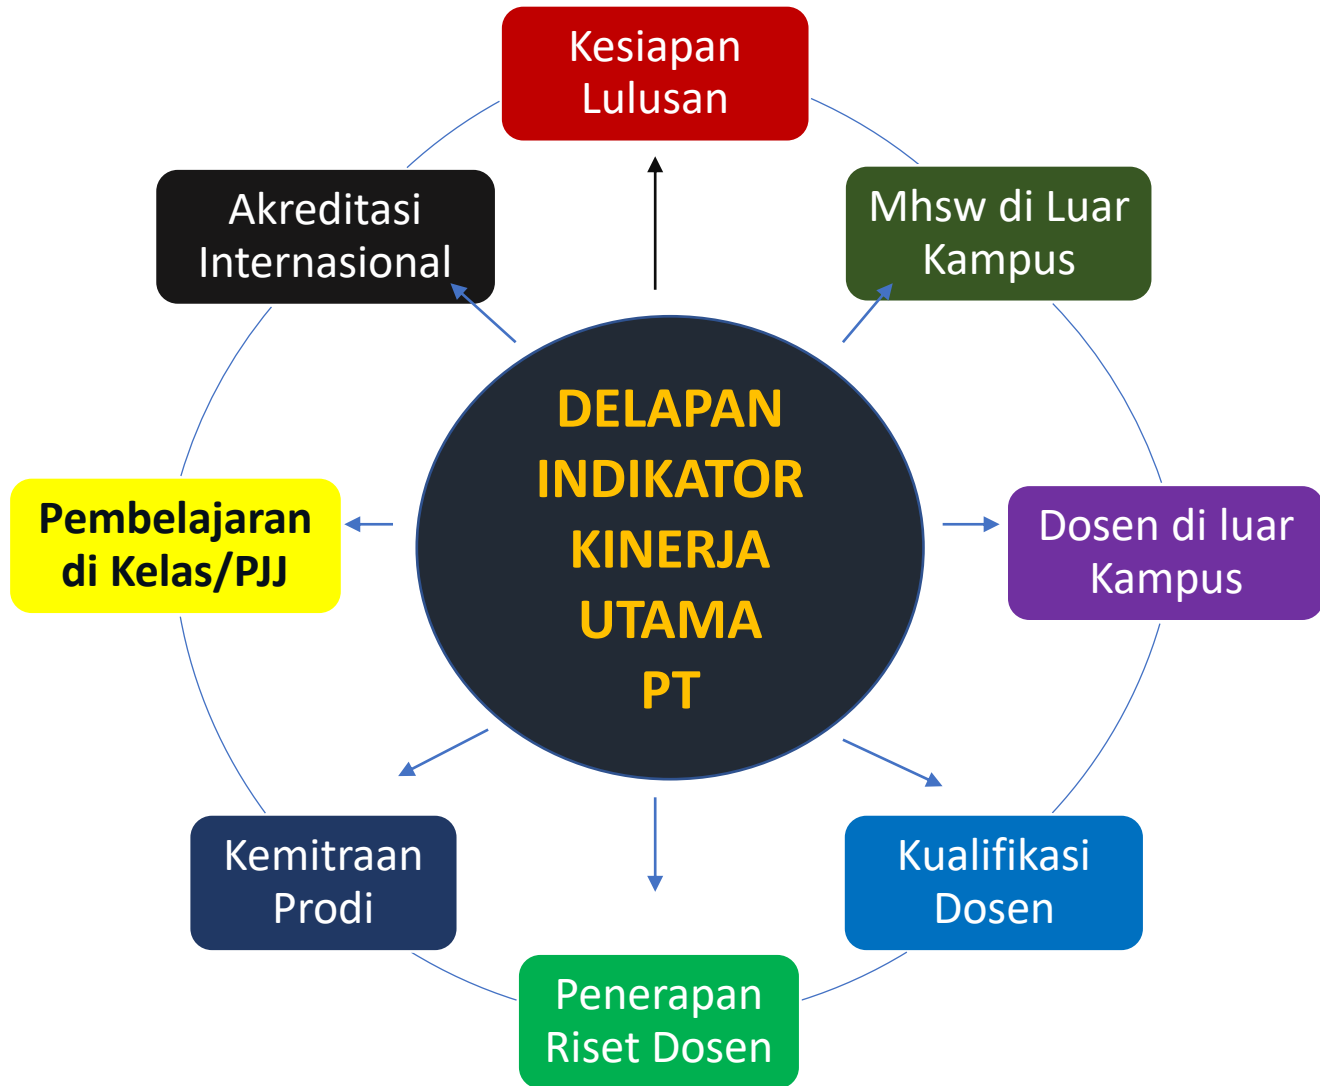 Kesiapan
Lulusan
Akreditasi
Internasional
Mhsw di Luar
Kampus
DELAPAN
INDIKATOR
KINERJA
UTAMA
PT
Pembelajaran
di Kelas/PJJ
Dosen di luar
Kampus
Kemitraan
Prodi
Kualifikasi
Dosen
Penerapan
Riset Dosen